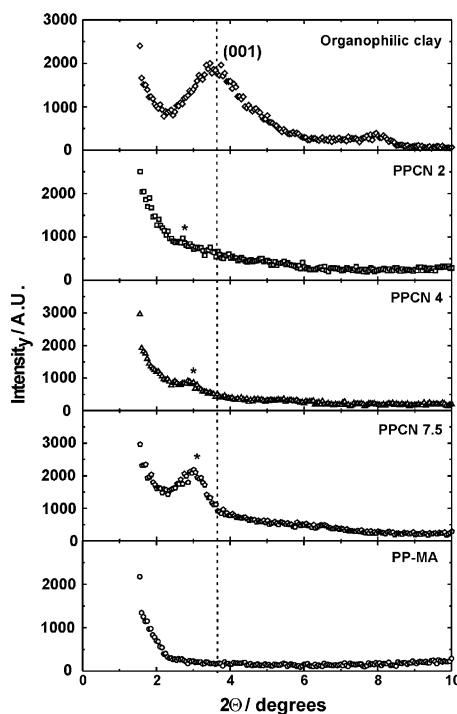 3000
Organophilic clay
(001)
2000
1000
0
PPCN 2
2000
1000
0
PPCN 4
3000
2000
1000
0
PPCN 7.5
3000
2000
1000
0
PP-MA
2000
1000
0
0 2 4 6 8 10
Intensity / A.U.
2Θ / degrees
* 
*
*